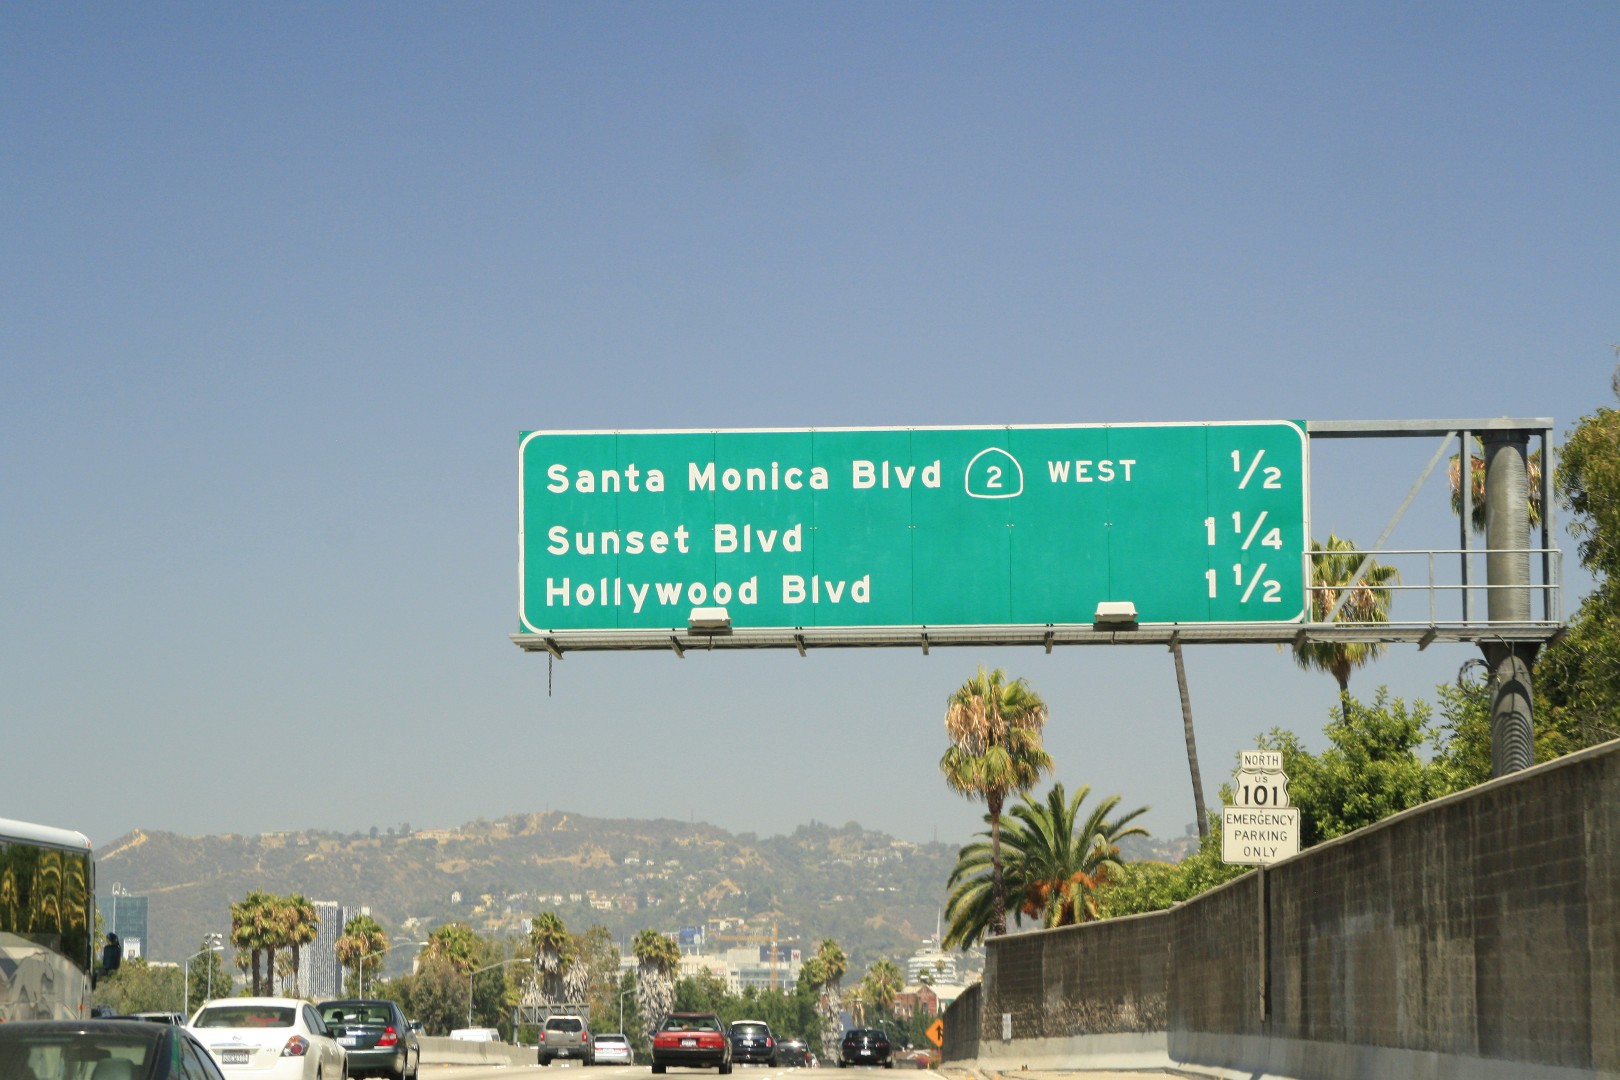 Santa Monica Blvd 2 WEST 1/2
Sunset Blvd 1 1/4
Hollywood Blvd 1 1/2
NORTH
US
101
EMERGENCY
PARKING
ONLY